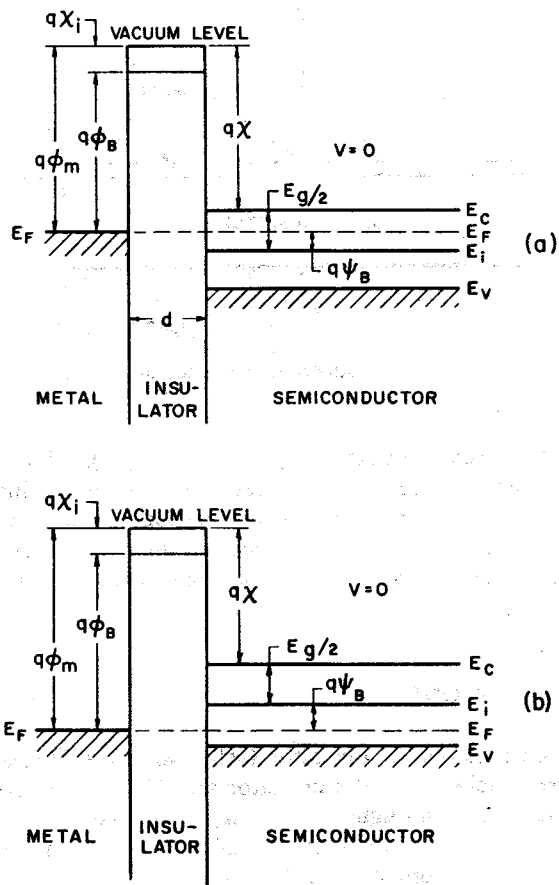 qχi
VACUUM LEVEL
qφm
qφB
qχ
V=0
Eg/2
EC
EF
EF
Ei
(a)
qψB
EV
d
METAL
INSU-
LATOR
SEMICONDUCTOR
qχi
VACUUM LEVEL
qχ
V=0
qφB
qφm
Eg/2
qψB
EC
Ei
(b)
EF
EF
EV
METAL
INSU-
LATOR
SEMICONDUCTOR